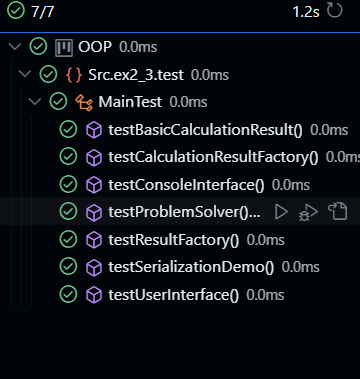 7/7 1.2s
OOP 0.0ms
{ } Src.ex2_3.test 0.0ms
MainTest 0.0ms
testBasicCalculationResult() 0.0ms
testCalculationResultFactory() 0.0ms
testConsoleInterface() 0.0ms
testProblemSolver()...
testResultFactory() 0.0ms
testSerializationDemo() 0.0ms
testUserInterface() 0.0ms